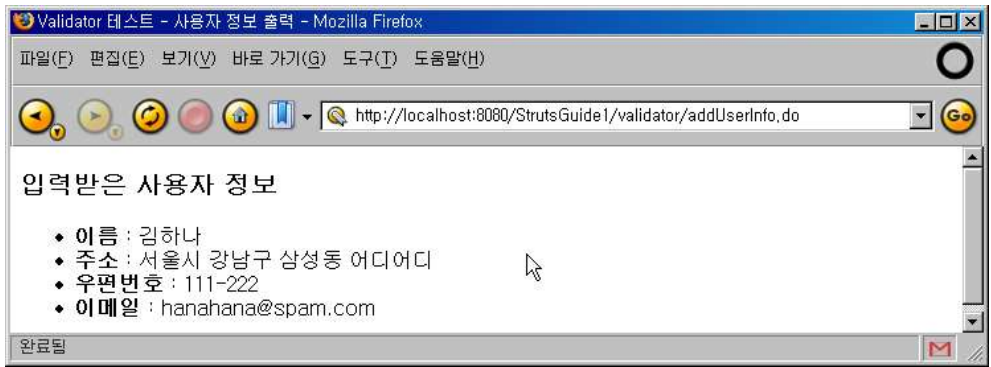 Validator 테스트 - 사용자 정보 출력 - Mozilla Firefox
파일(F) 편집(E) 보기(V) 바로 가기(G) 도구(T) 도움말(H)
http://localhost:8080/StrutsGuide1/validator/addUserInfo.do Go
입력받은 사용자 정보
• 이름 : 김하나
• 주소 : 서울시 강남구 삼성동 어디어디
• 우편번호 : 111-222
• 이메일 : hanahana@spam.com
완료됨